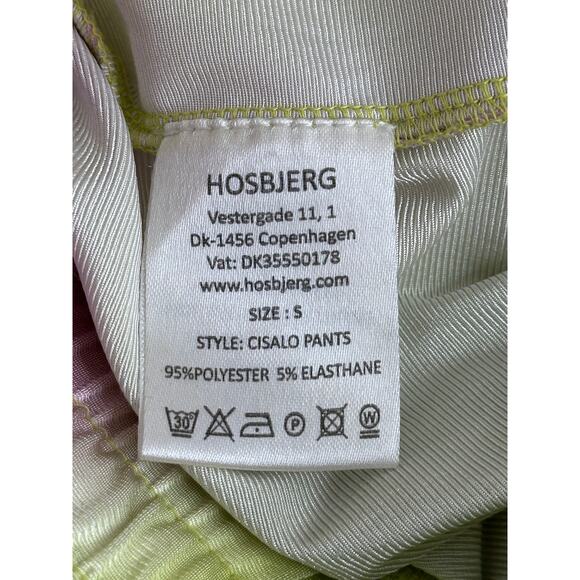 HOSBJERG
Vestergade 11, 1
Dk-1456 Copenhagen
Vat: DK35550178
www.hosbjerg.com
SIZE : S
STYLE: CISALO PANTS
95%POLYESTER 5% ELASTHANE
30° P W